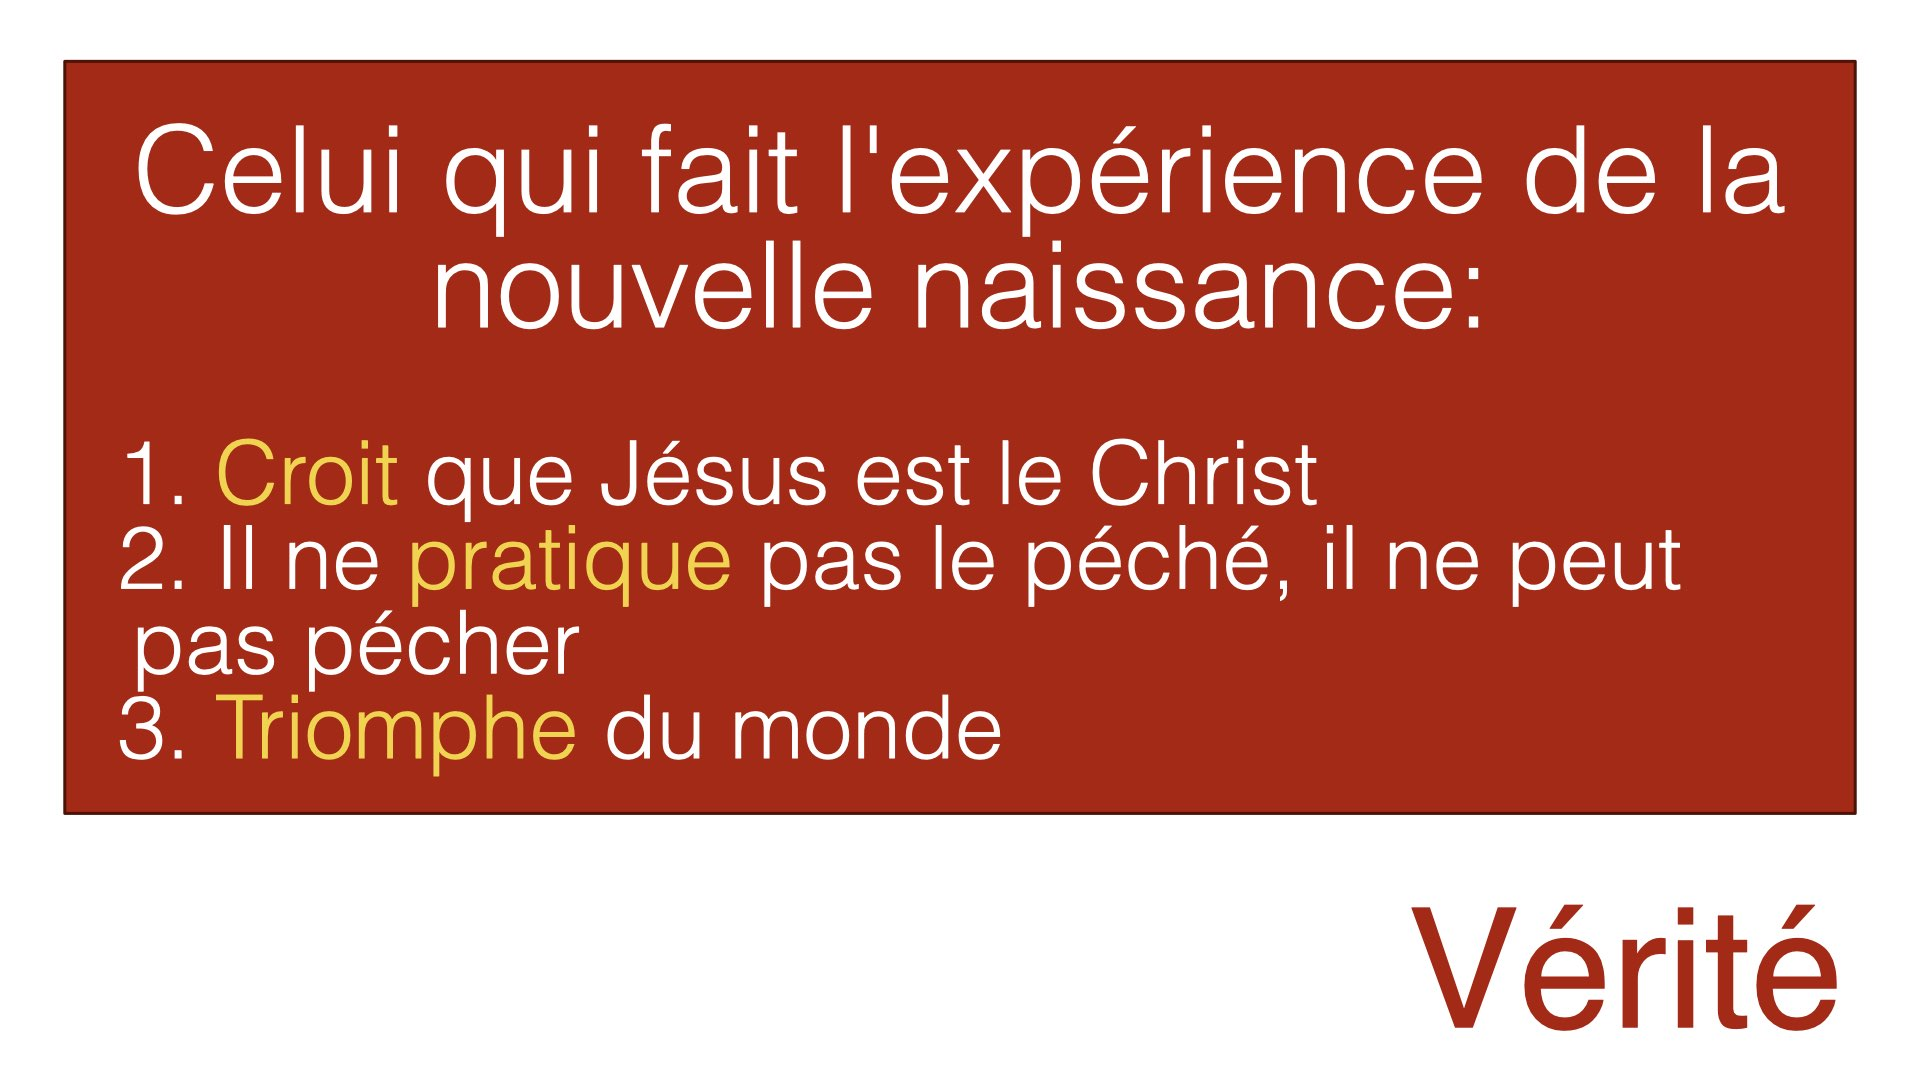 Celui qui fait l'expérience de la
nouvelle naissance:
1. Croit que Jésus est le Christ
2. Il ne pratique pas le péché, il ne peut
pas pécher
3. Triomphe du monde
Vérité